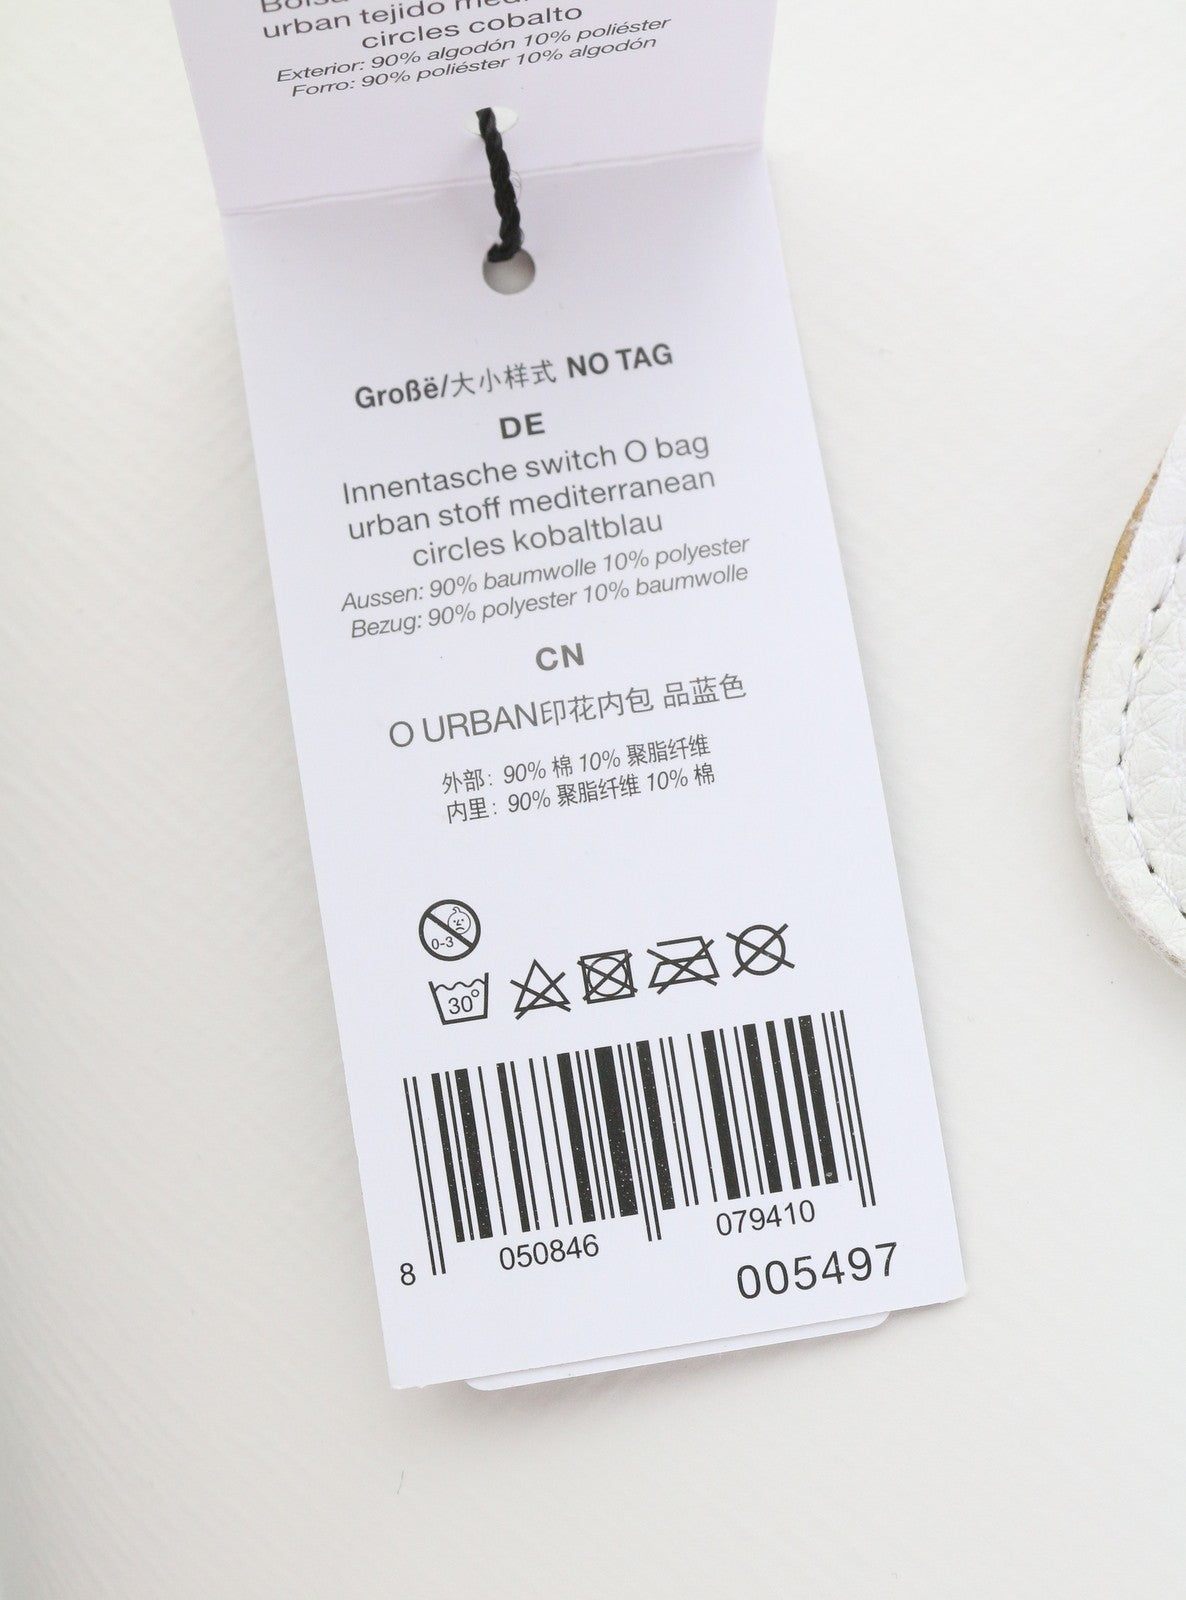 Bolsa
urban tejido
circles cobalto
Exterior: 90% algodón 10% poliéster
Forro: 90% poliéster 10% algodón
Großë/大小样式 NO TAG
DE
Innentasche switch O bag
urban stoff mediterranean
circles kobaltblau
Aussen: 90% baumwolle 10% polyester
Bezug: 90% polyester 10% baumwolle
CN
O URBAN印花内包 品蓝色
外部: 90% 棉 10% 聚脂纤维
内里: 90% 聚脂纤维 10% 棉
0-3
30°
8 050846 079410
005497